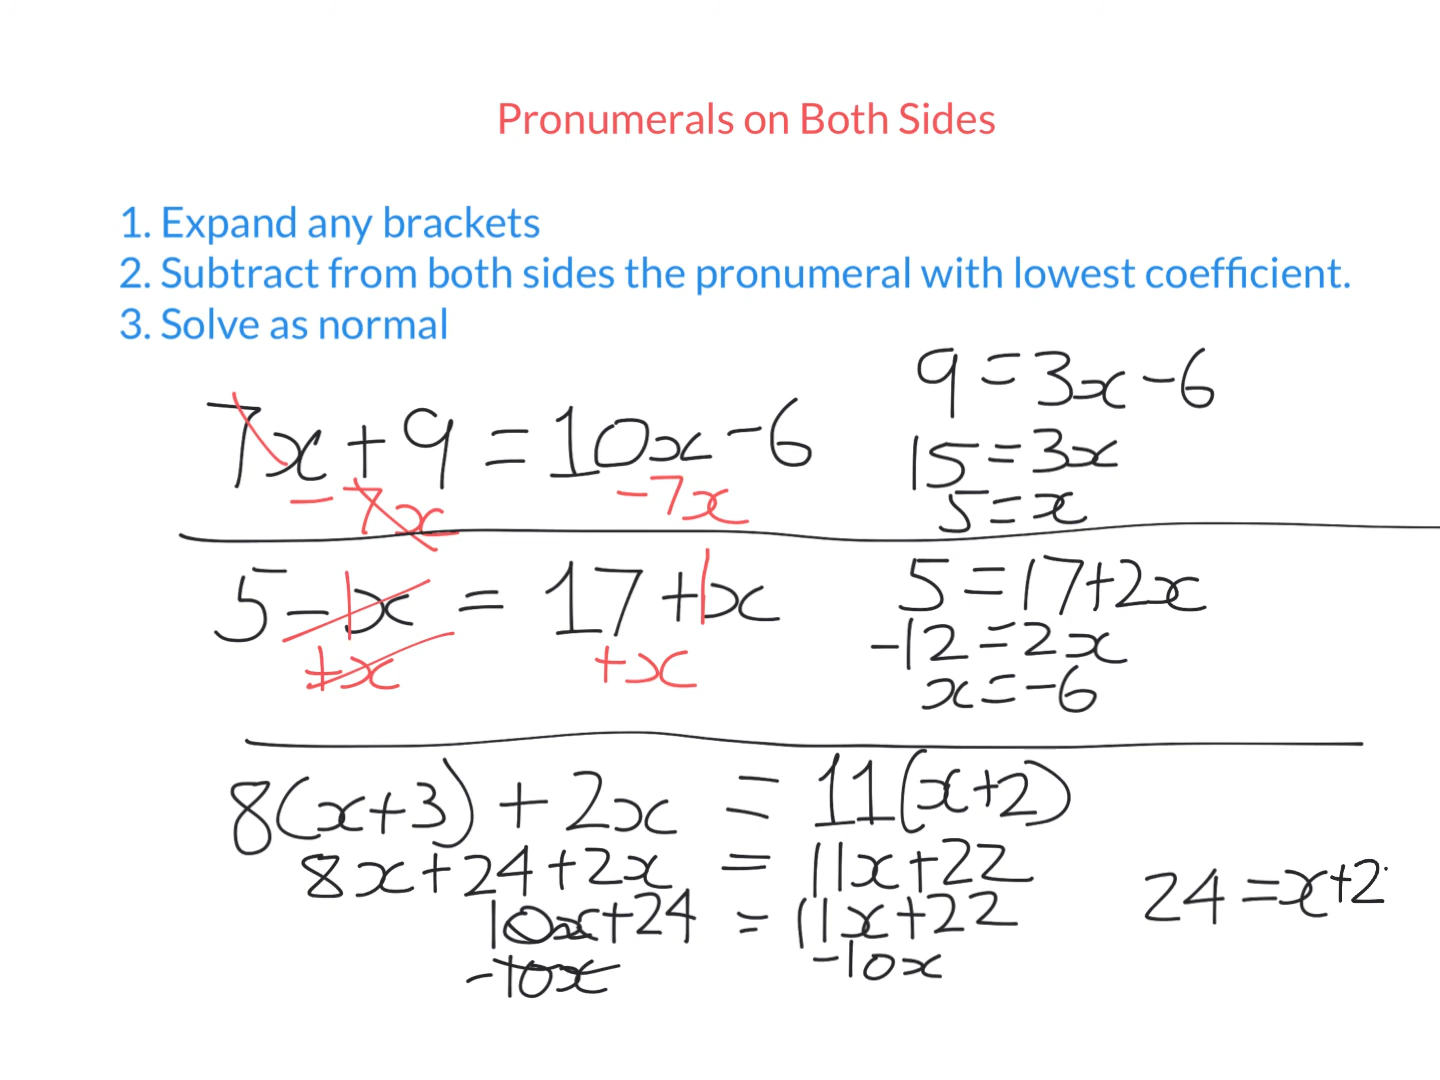 Pronumerals on Both Sides
1. Expand any brackets
2. Subtract from both sides the pronumeral with lowest coefficient.
3. Solve as normal
7x + 9 = 10x - 6
- 7x - 7x
9 = 3x - 6
15 = 3x
5 = x
5 - 1x = 17 + 1x
+x +x
5 = 17 + 2x
-12 = 2x
x = -6
8(x+3) + 2x = 11(x+2)
8x + 24 + 2x = 11x + 22
10x + 24 = 11x + 22
-10x -10x
24 = x + 2